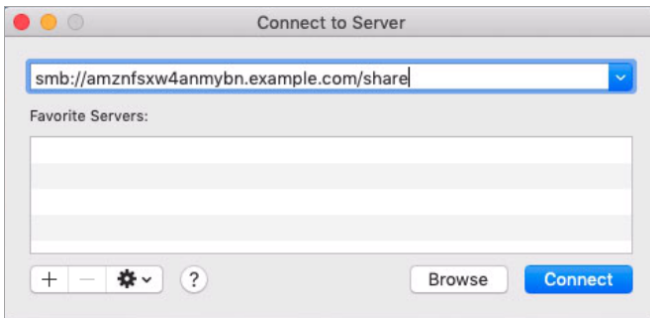 Connect to Server
smb://amznfsxw4anmybn.example.com/share
Favorite Servers:
+ − ?
Browse Connect